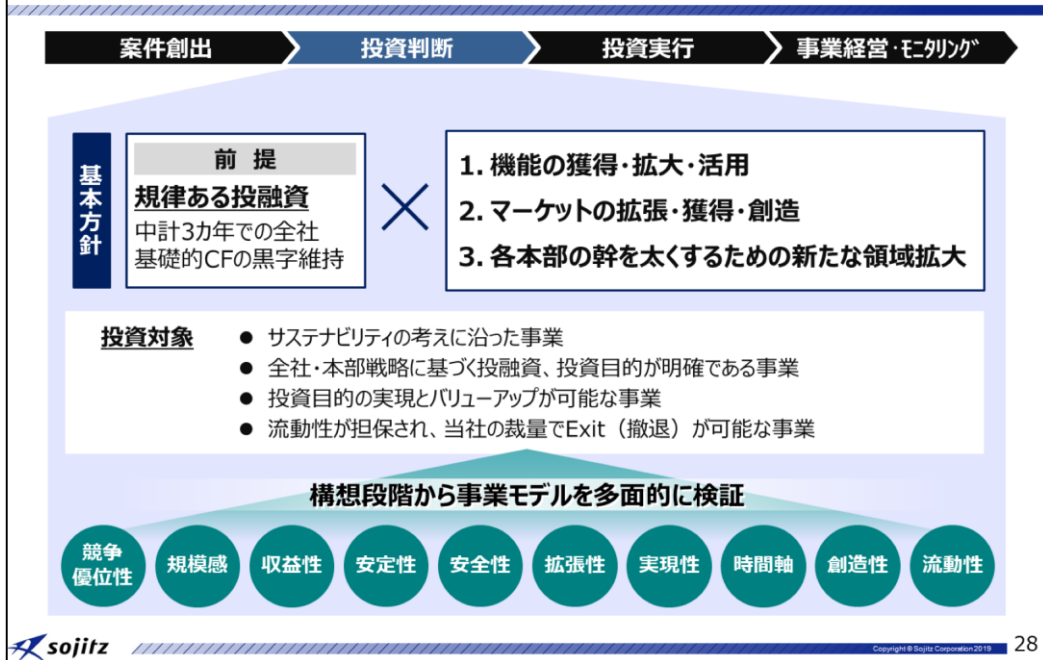 案件創出
投資判断
投資実行
事業経営・ﾓﾆﾀﾘﾝｸﾞ
基本方針
前 提
規律ある投融資
中計3カ年での全社
基礎的CFの黒字維持
×
1. 機能の獲得・拡大・活用
2. マーケットの拡張・獲得・創造
3. 各本部の幹を太くするための新たな領域拡大
投資対象
● サステナビリティの考えに沿った事業
● 全社・本部戦略に基づく投融資、投資目的が明確である事業
● 投資目的の実現とバリューアップが可能な事業
● 流動性が担保され、当社の裁量でExit（撤退）が可能な事業
構想段階から事業モデルを多面的に検証
競争
優位性
規模感
収益性
安定性
安全性
拡張性
実現性
時間軸
創造性
流動性
sojitz
Copyright © Sojitz Corporation 2019
28